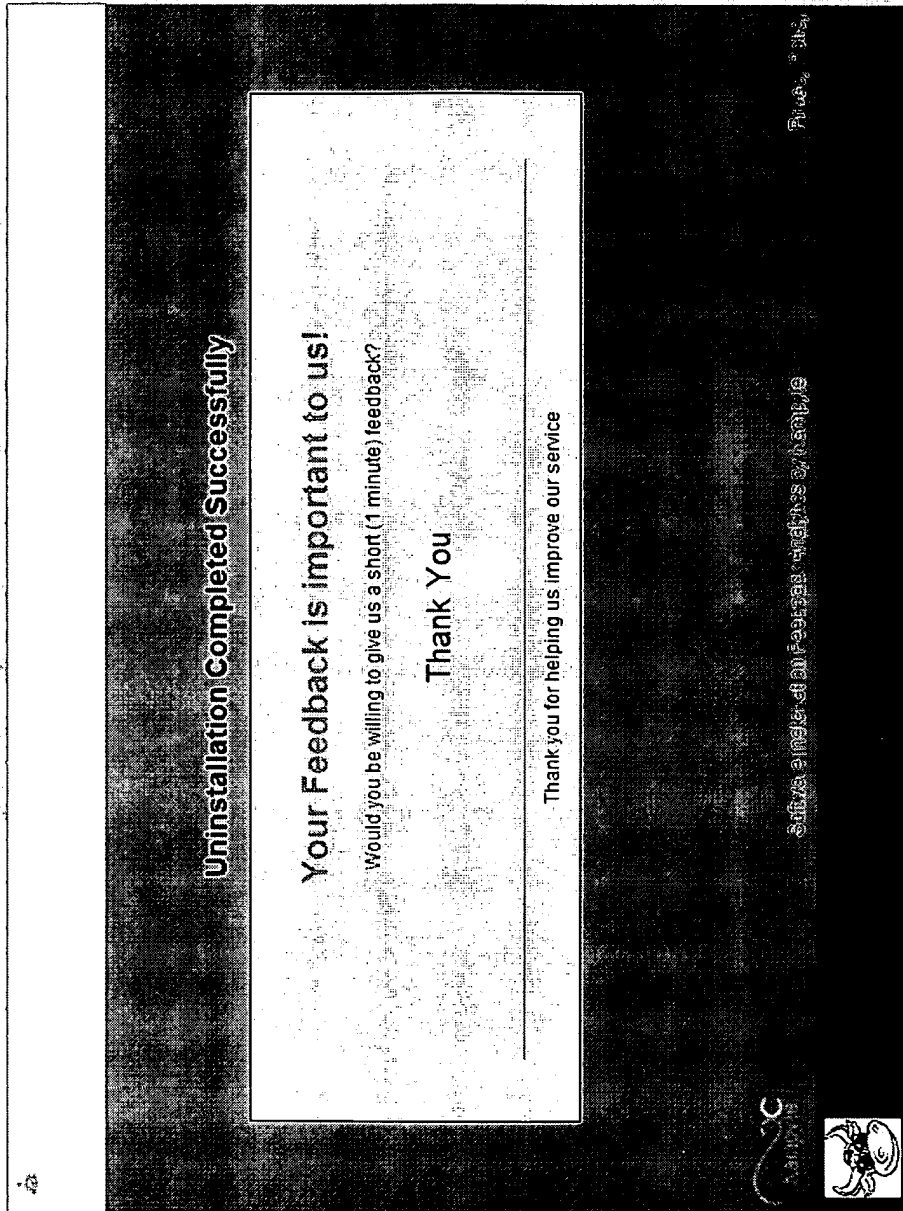 Uninstallation Completed Successfully
Your Feedback is important to us!
Would you be willing to give us a short (1 minute) feedback?
Thank You
Thank you for helping us improve our service